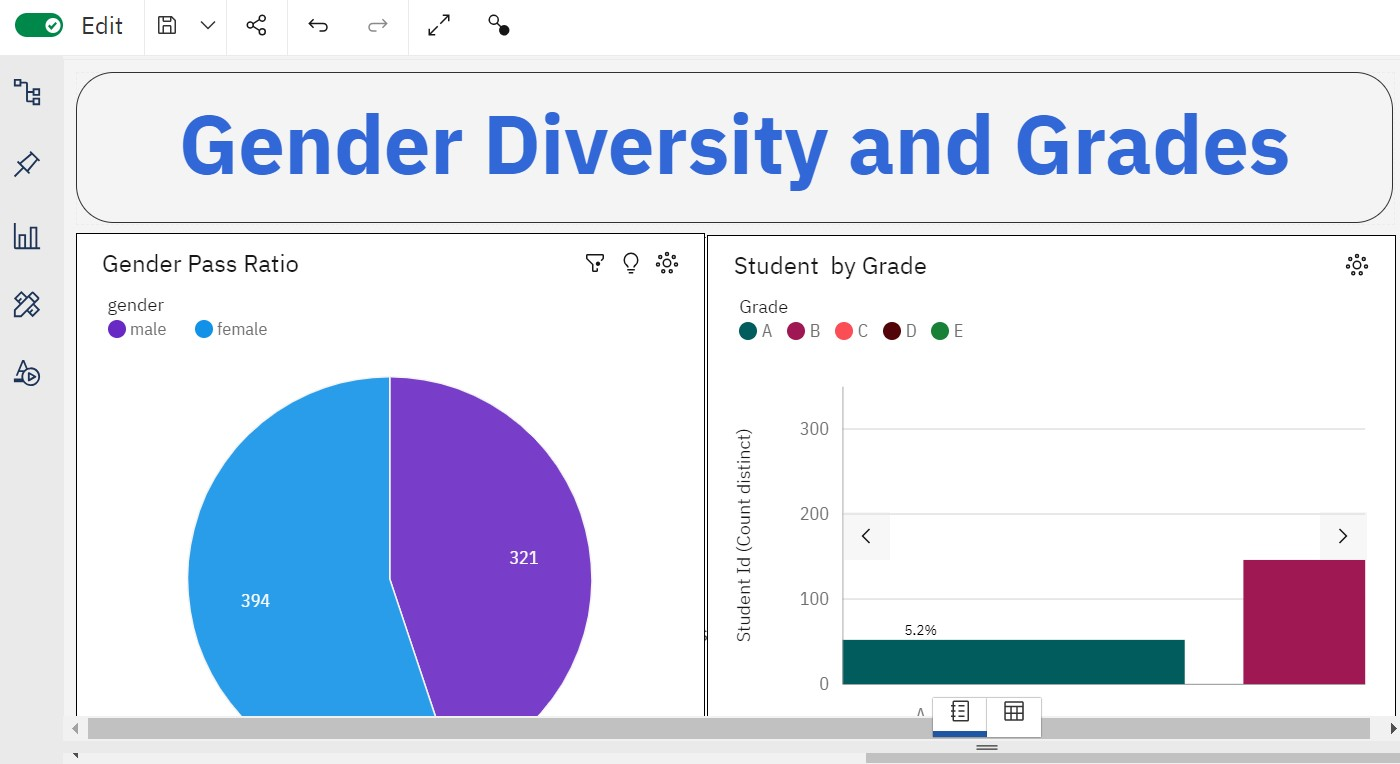 Edit
Gender Diversity and Grades
Gender Pass Ratio
gender
male female
321
394
Student by Grade
Grade
A B C D E
Student Id (Count distinct)
300
200
100
0
5.2%
A